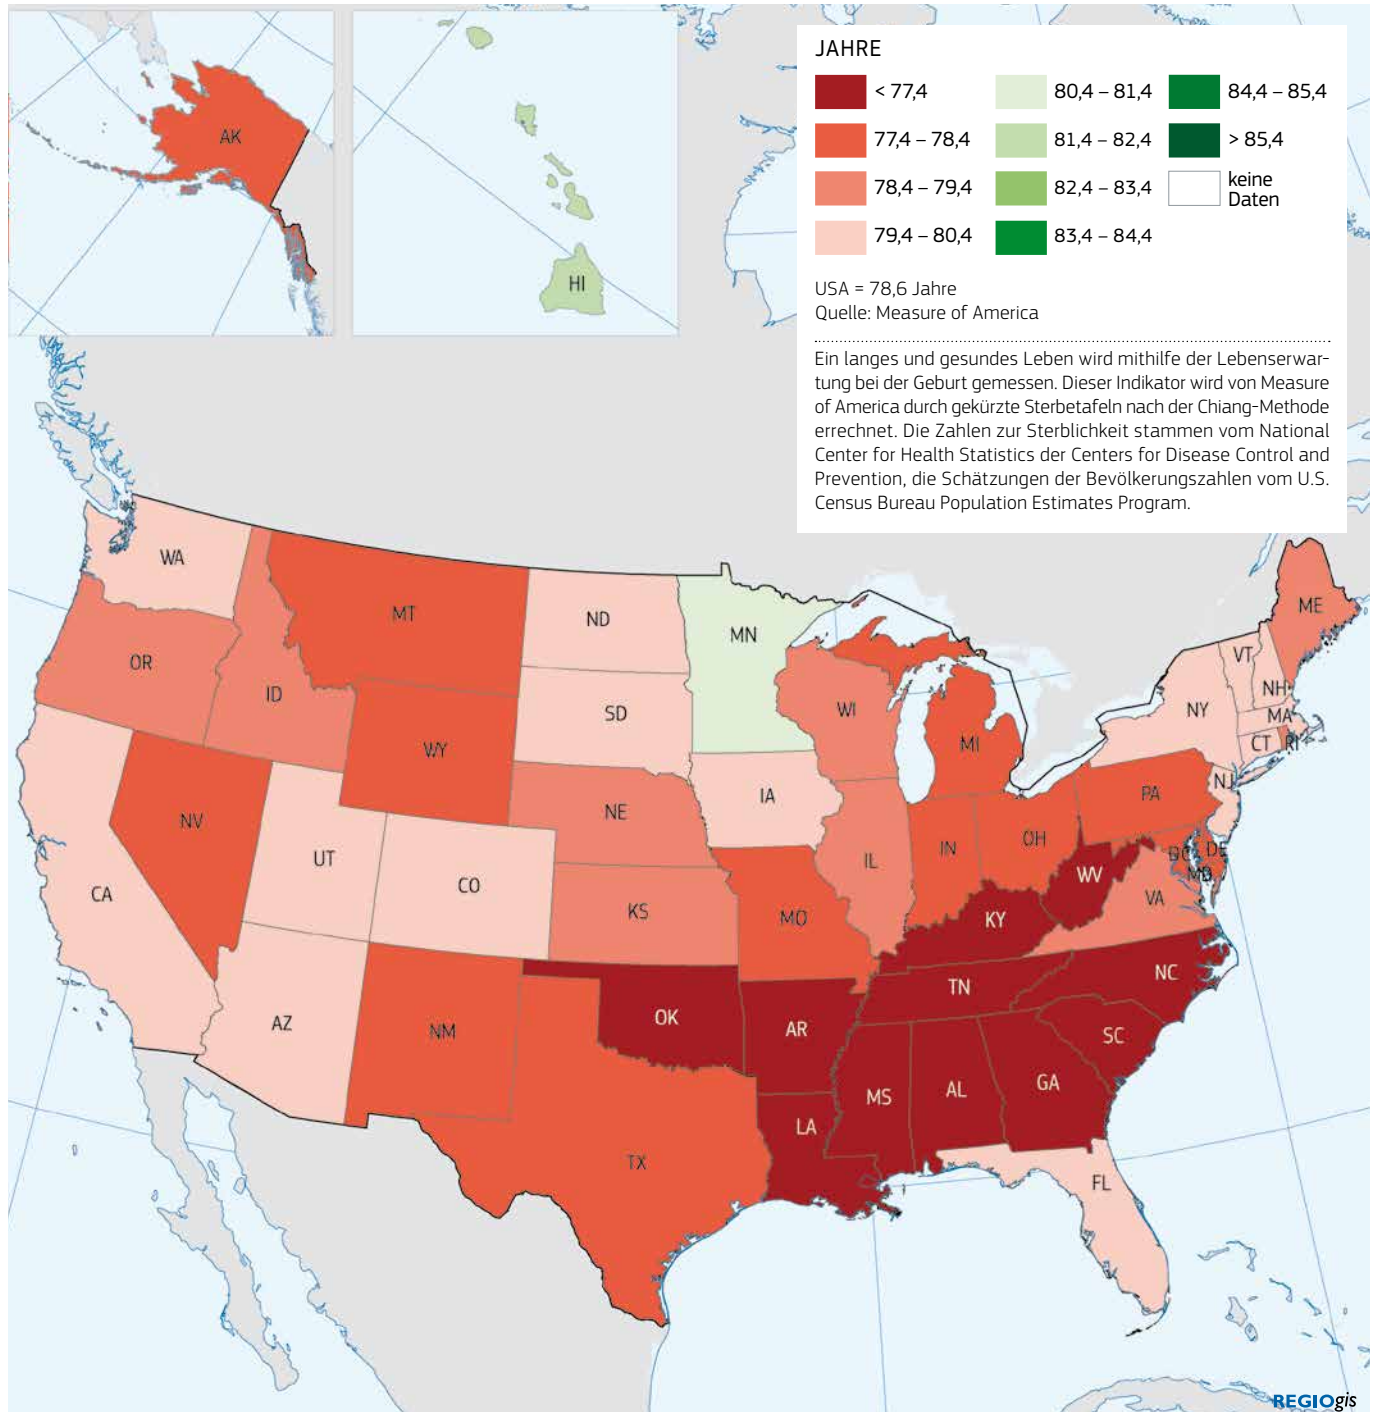 JAHRE
< 77,4
77,4 – 78,4
78,4 – 79,4
79,4 – 80,4
80,4 – 81,4
81,4 – 82,4
82,4 – 83,4
83,4 – 84,4
84,4 – 85,4
> 85,4
keine
Daten
USA = 78,6 Jahre
Quelle: Measure of America
Ein langes und gesundes Leben wird mithilfe der Lebenserwar-
tung bei der Geburt gemessen. Dieser Indikator wird von Measure
of America durch gekürzte Sterbetafeln nach der Chiang-Methode
errechnet. Die Zahlen zur Sterblichkeit stammen vom National
Center for Health Statistics der Centers for Disease Control and
Prevention, die Schätzungen der Bevölkerungszahlen vom U.S.
Census Bureau Population Estimates Program.
AK
HI
WA
MT
ND
MN
ME
OR
ID
SD
WI
VT
NH
NY
MA
WY
MI
CT
RI
NV
NE
IA
PA
NJ
UT
CO
IL
IN
OH
DC
DE
MD
CA
KS
MO
KY
WV
VA
AZ
NM
OK
AR
TN
NC
SC
TX
LA
MS
AL
GA
FL
REGIOgis